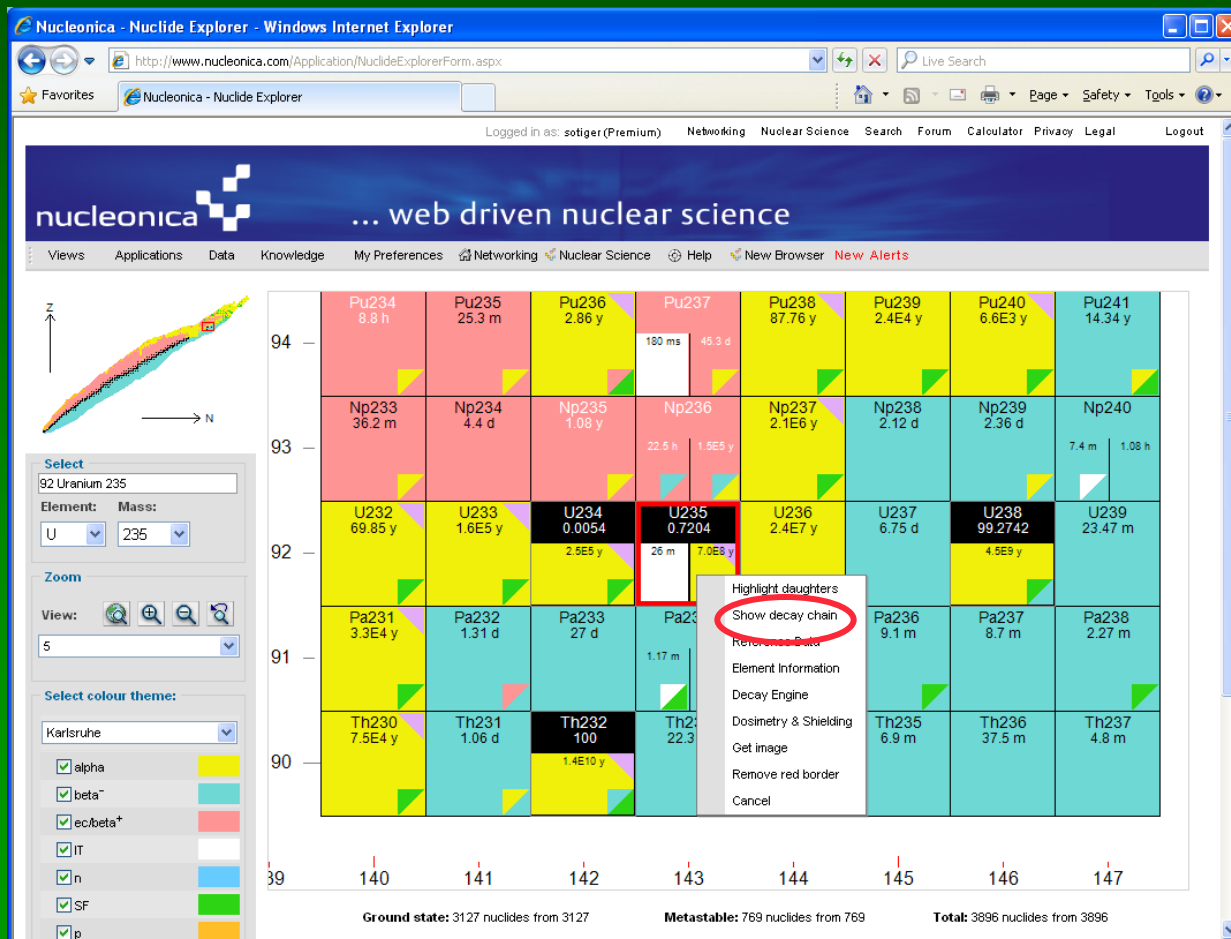 Nucleonica - Nuclide Explorer - Windows Internet Explorer
http://www.nucleonica.com/Application/NuclideExplorerForm.aspx
Live Search
Favorites
Nucleonica - Nuclide Explorer
Page Safety Tools
Logged in as: sotiger (Premium) Networking Nuclear Science Search Forum Calculator Privacy Legal Logout
nucleonica
... web driven nuclear science
Views Applications Data Knowledge My Preferences Networking Nuclear Science Help New Browser New Alerts
Z
N
Select
92 Uranium 235
Element: Mass:
U 235
Zoom
View:
5
Select colour theme:
Karlsruhe
alpha
beta⁻
ec/beta⁺
IT
n
SF
p
94
Pu234 Pu235 Pu236 Pu237 Pu238 Pu239 Pu240 Pu241
8.8 h 25.3 m 2.86 y 87.76 y 2.4E4 y 6.6E3 y 14.34 y
180 ms 45.3 d
93
Np233 Np234 Np235 Np236 Np237 Np238 Np239 Np240
36.2 m 4.4 d 1.08 y 2.1E6 y 2.12 d 2.36 d
22.5 h 1.5E5 y 7.4 m 1.08 h
92
U232 U233 U234 U235 U236 U237 U238 U239
69.85 y 1.6E5 y 0.0054 0.7204 2.4E7 y 6.75 d 99.2742 23.47 m
2.5E5 y 26 m 7.0E8 y 4.5E9 y
91
Pa231 Pa232 Pa233 Pa23 Pa236 Pa237 Pa238
3.3E4 y 1.31 d 27 d 9.1 m 8.7 m 2.27 m
1.17 m
90
Th230 Th231 Th232 Th2 Th235 Th236 Th237
7.5E4 y 1.06 d 100 22.3 6.9 m 37.5 m 4.8 m
1.4E10 y
Highlight daughters
Show decay chain
Reference Data
Element Information
Decay Engine
Dosimetry & Shielding
Get image
Remove red border
Cancel
39 140 141 142 143 144 145 146 147
Ground state: 3127 nuclides from 3127 Metastable: 769 nuclides from 769 Total: 3896 nuclides from 3896